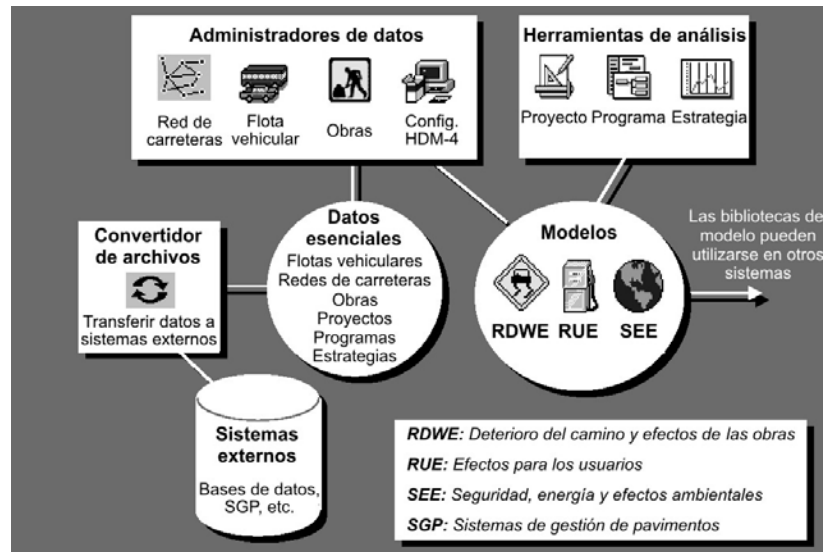 Administradores de datos
Red de
carreteras
Flota
vehicular
Obras
Config.
HDM-4
Herramientas de análisis
Proyecto
Programa
Estrategia
Convertidor
de archivos
Transferir datos a
sistemas externos
Datos
esenciales
Flotas vehiculares
Redes de carreteras
Obras
Proyectos
Programas
Estrategias
Modelos
RDWE
RUE
SEE
Las bibliotecas de
modelo pueden
utilizarse en otros
sistemas
Sistemas
externos
Bases de datos,
SGP, etc.
RDWE: Deterioro del camino y efectos de las obras
RUE: Efectos para los usuarios
SEE: Seguridad, energía y efectos ambientales
SGP: Sistemas de gestión de pavimentos